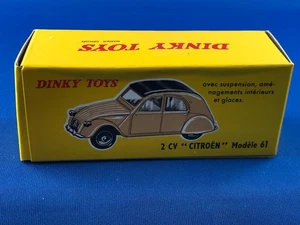 DINKY TOYS
DINKY TOYS
avec suspension, amé-
nagements intérieurs
et glaces.
2 CV "CITROËN" Modèle 61